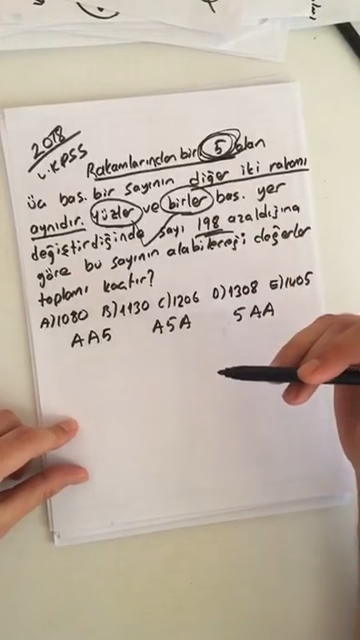 2018
L.KPSS
Rakamlarından biri 5 olan
üç bas. bir sayının diğer iki rakamı
aynıdır. yüzler ve birler bas. yer
değiştirdiğinde sayı 198 azaldığına
göre bu sayının alabileceği değerler
toplamı kaçtır?
A)1080 B)1130 C)1206 D)1308 E)1405
AA5 A5A 5AA